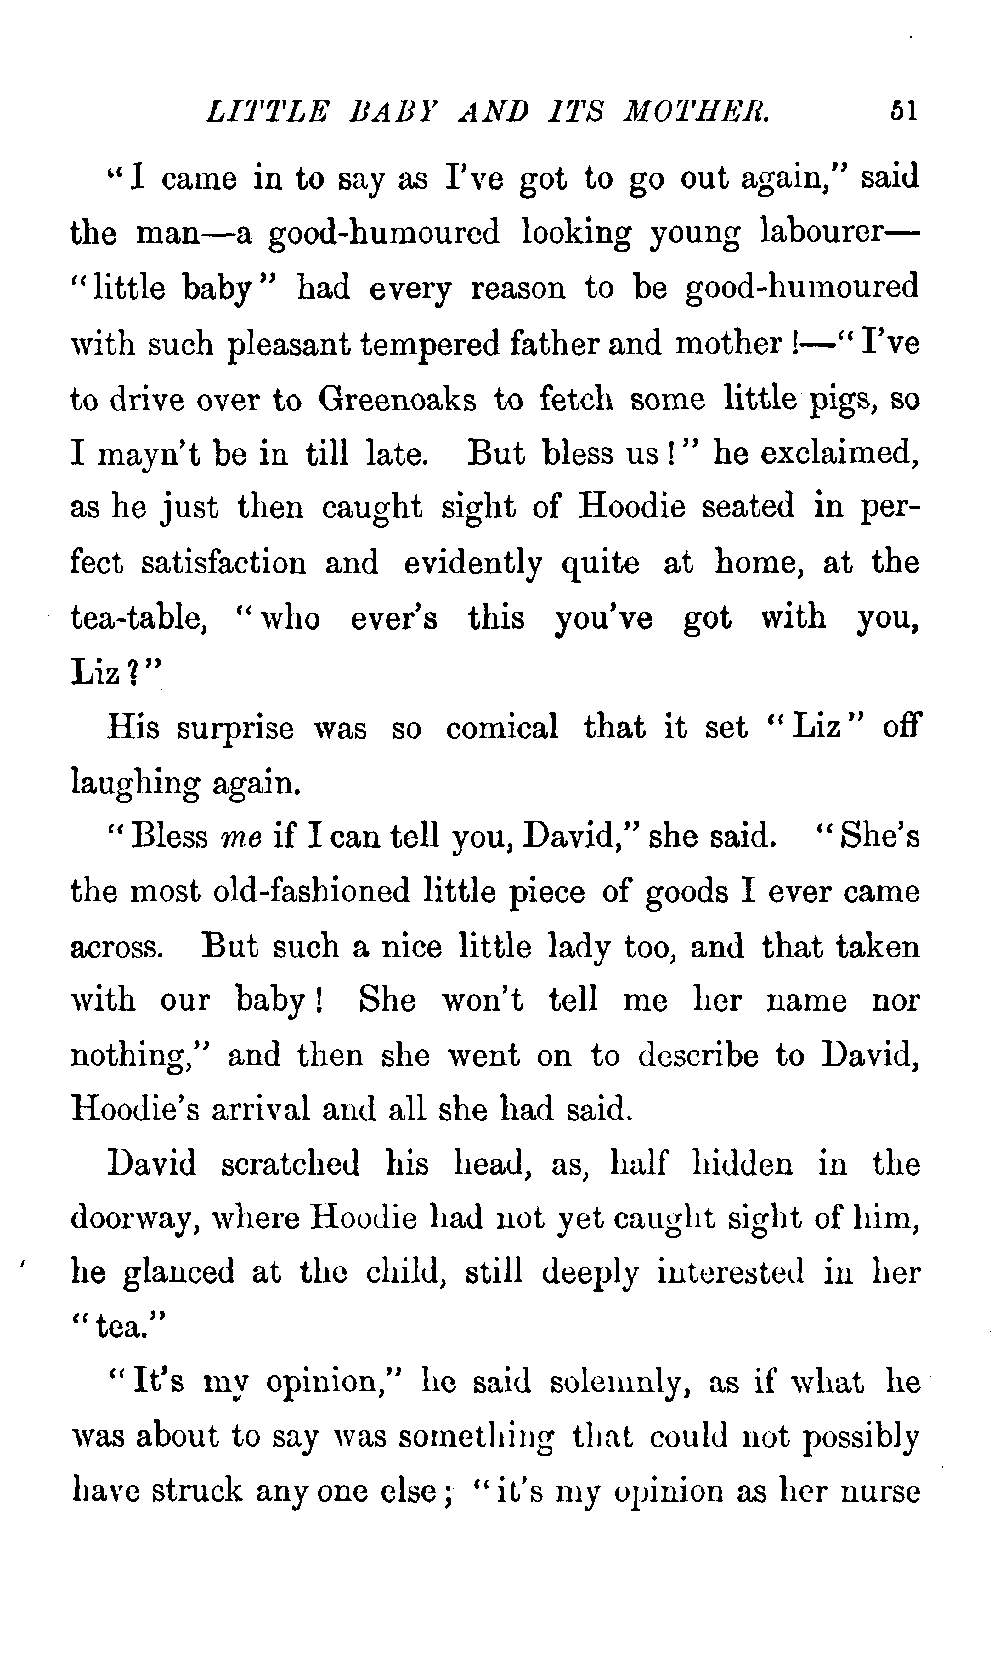 LITTLE BABY AND ITS MOTHER. 51
"I came in to say as I've got to go out again," said
the man—a good-humoured looking young labourer—
"little baby" had every reason to be good-humoured
with such pleasant tempered father and mother!—"I've
to drive over to Greenoaks to fetch some little pigs, so
I mayn't be in till late. But bless us!" he exclaimed,
as he just then caught sight of Hoodie seated in per-
fect satisfaction and evidently quite at home, at the
tea-table, "who ever's this you've got with you,
Liz?"
His surprise was so comical that it set "Liz" off
laughing again.
"Bless me if I can tell you, David," she said. "She's
the most old-fashioned little piece of goods I ever came
across. But such a nice little lady too, and that taken
with our baby! She won't tell me her name nor
nothing," and then she went on to describe to David,
Hoodie's arrival and all she had said.
David scratched his head, as, half hidden in the
doorway, where Hoodie had not yet caught sight of him,
he glanced at the child, still deeply interested in her
"tea."
"It's my opinion," he said solemnly, as if what he
was about to say was something that could not possibly
have struck any one else; "it's my opinion as her nurse